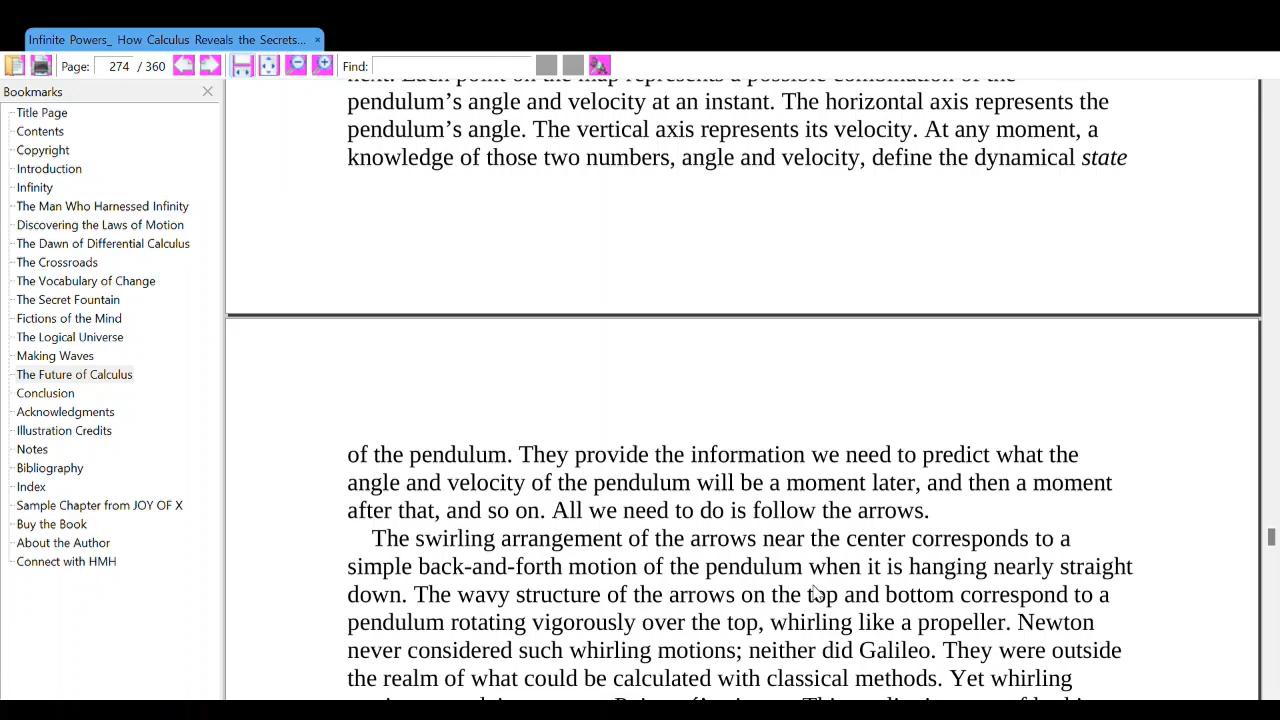 Infinite Powers_ How Calculus Reveals the Secrets... ×
Page: 274 / 360 Find:
Bookmarks
Title Page
Contents
Copyright
Introduction
Infinity
The Man Who Harnessed Infinity
Discovering the Laws of Motion
The Dawn of Differential Calculus
The Crossroads
The Vocabulary of Change
The Secret Fountain
Fictions of the Mind
The Logical Universe
Making Waves
The Future of Calculus
Conclusion
Acknowledgments
Illustration Credits
Notes
Bibliography
Index
Sample Chapter from JOY OF X
Buy the Book
About the Author
Connect with HMH
Each point on the map represents a possible combination of the
pendulum’s angle and velocity at an instant. The horizontal axis represents the
pendulum’s angle. The vertical axis represents its velocity. At any moment, a
knowledge of those two numbers, angle and velocity, define the dynamical state
of the pendulum. They provide the information we need to predict what the
angle and velocity of the pendulum will be a moment later, and then a moment
after that, and so on. All we need to do is follow the arrows.
The swirling arrangement of the arrows near the center corresponds to a
simple back-and-forth motion of the pendulum when it is hanging nearly straight
down. The wavy structure of the arrows on the top and bottom correspond to a
pendulum rotating vigorously over the top, whirling like a propeller. Newton
never considered such whirling motions; neither did Galileo. They were outside
the realm of what could be calculated with classical methods. Yet whirling